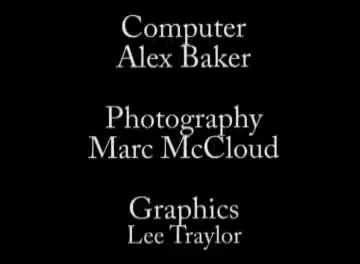 Computer
Alex Baker
Photography
Marc McCloud
Graphics
Lee Traylor